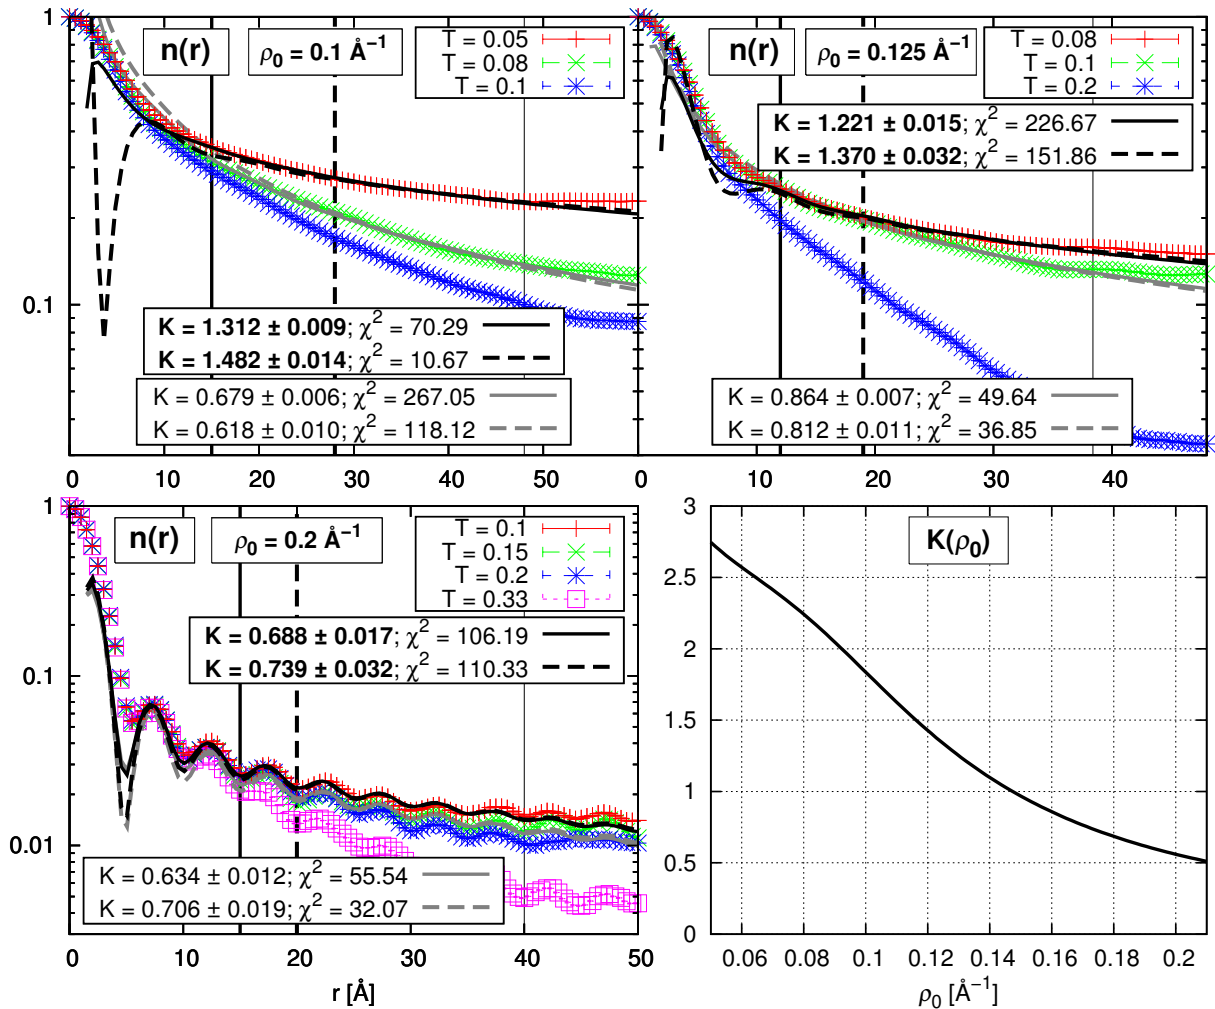 n(r)
ρ₀ = 0.1 Å⁻¹
T = 0.05
T = 0.08
T = 0.1
1
0.1
K = 1.312 ± 0.009; χ² = 70.29
K = 1.482 ± 0.014; χ² = 10.67
K = 0.679 ± 0.006; χ² = 267.05
K = 0.618 ± 0.010; χ² = 118.12
0 10 20 30 40 50 60
n(r)
ρ₀ = 0.125 Å⁻¹
T = 0.08
T = 0.1
T = 0.2
K = 1.221 ± 0.015; χ² = 226.67
K = 1.370 ± 0.032; χ² = 151.86
1
0.1
K = 0.864 ± 0.007; χ² = 49.64
K = 0.812 ± 0.011; χ² = 36.85
0 10 20 30 40
n(r)
ρ₀ = 0.2 Å⁻¹
T = 0.1
T = 0.15
T = 0.2
T = 0.33
K = 0.688 ± 0.017; χ² = 106.19
K = 0.739 ± 0.032; χ² = 110.33
1
0.1
0.01
K = 0.634 ± 0.012; χ² = 55.54
K = 0.706 ± 0.019; χ² = 32.07
0 10 20 30 40 50
r [Å]
K(ρ₀)
3
2.5
2
1.5
1
0.5
0
0.06 0.08 0.1 0.12 0.14 0.16 0.18 0.2
ρ₀ [Å⁻¹]